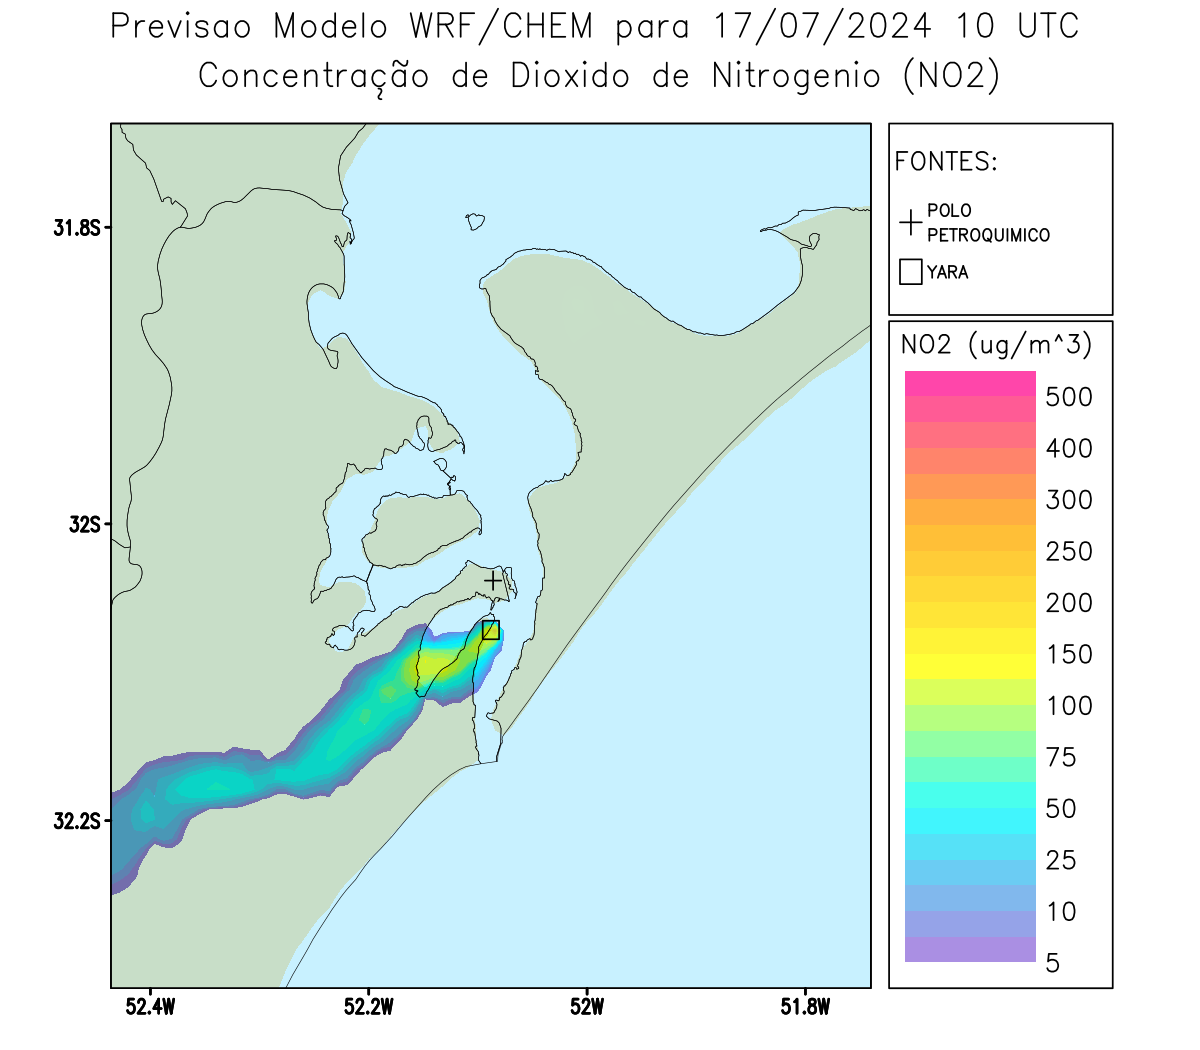 Previsao Modelo WRF/CHEM para 17/07/2024 10 UTC
Concentração de Dioxido de Nitrogenio (NO2)
FONTES:
POLO
PETROQUIMICO
YARA
NO2 (ug/m^3)
500
400
300
250
200
150
100
75
50
25
10
5
31.8S
32S
32.2S
52.4W
52.2W
52W
51.8W